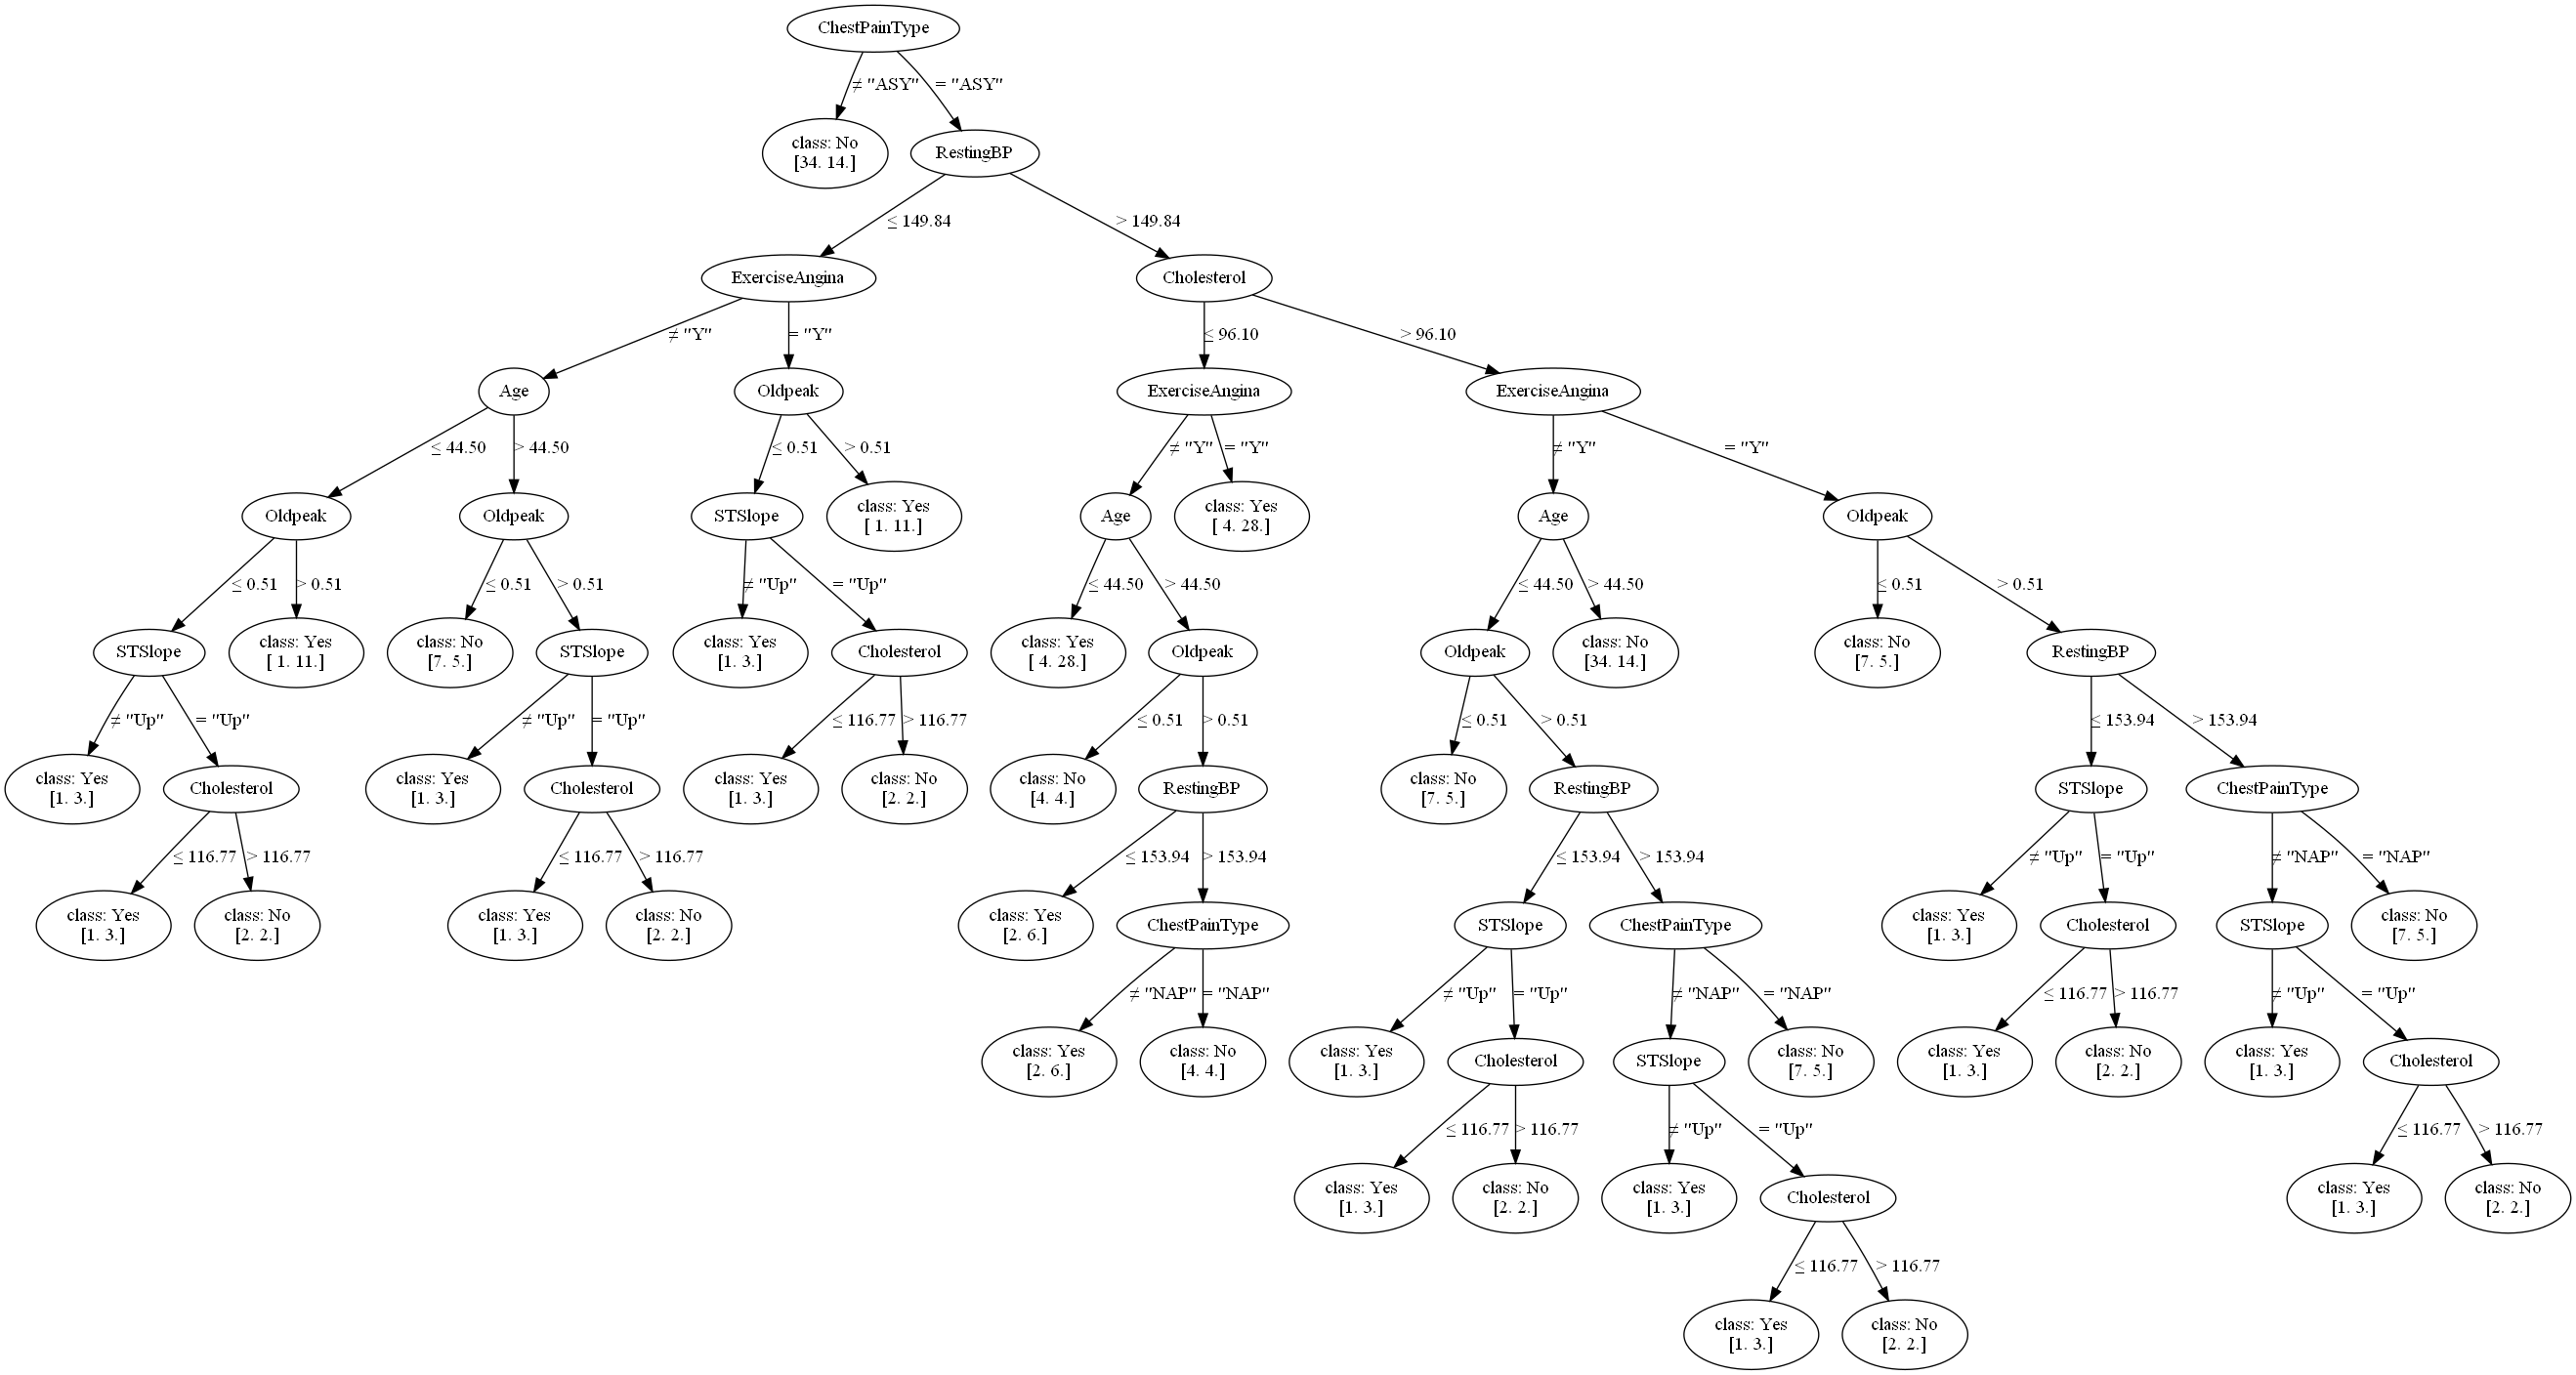 ChestPainType
≠ "ASY"
= "ASY"
class: No
[34. 14.]
RestingBP
≤ 149.84
> 149.84
ExerciseAngina
Cholesterol
≠ "Y"
= "Y"
≤ 96.10
> 96.10
Age
Oldpeak
ExerciseAngina
ExerciseAngina
≤ 44.50
> 44.50
≤ 0.51
> 0.51
≠ "Y"
= "Y"
≠ "Y"
= "Y"
Oldpeak
Oldpeak
STSlope
class: Yes
[ 1. 11.]
Age
class: Yes
[ 4. 28.]
Age
Oldpeak
≤ 0.51
> 0.51
≤ 0.51
> 0.51
≠ "Up"
= "Up"
≤ 44.50
> 44.50
≤ 44.50
> 44.50
≤ 0.51
> 0.51
STSlope
class: Yes
[ 1. 11.]
class: No
[7. 5.]
STSlope
class: Yes
[1. 3.]
Cholesterol
class: Yes
[ 4. 28.]
Oldpeak
Oldpeak
class: No
[34. 14.]
class: No
[7. 5.]
RestingBP
≠ "Up"
= "Up"
≠ "Up"
= "Up"
≤ 116.77
> 116.77
≤ 0.51
> 0.51
≤ 0.51
> 0.51
≤ 153.94
> 153.94
class: Yes
[1. 3.]
Cholesterol
class: Yes
[1. 3.]
Cholesterol
class: Yes
[1. 3.]
class: No
[2. 2.]
class: No
[4. 4.]
RestingBP
class: No
[7. 5.]
RestingBP
STSlope
ChestPainType
≤ 116.77
> 116.77
≤ 116.77
> 116.77
≤ 153.94
> 153.94
≤ 153.94
> 153.94
≠ "Up"
= "Up"
≠ "NAP"
= "NAP"
class: Yes
[1. 3.]
class: No
[2. 2.]
class: Yes
[1. 3.]
class: No
[2. 2.]
class: Yes
[2. 6.]
ChestPainType
STSlope
ChestPainType
class: Yes
[1. 3.]
Cholesterol
STSlope
class: No
[7. 5.]
≠ "NAP"
= "NAP"
≠ "Up"
= "Up"
≠ "NAP"
= "NAP"
≤ 116.77
> 116.77
≠ "Up"
= "Up"
class: Yes
[2. 6.]
class: No
[4. 4.]
class: Yes
[1. 3.]
Cholesterol
STSlope
class: No
[7. 5.]
class: Yes
[1. 3.]
class: No
[2. 2.]
class: Yes
[1. 3.]
Cholesterol
≤ 116.77
> 116.77
≠ "Up"
= "Up"
≤ 116.77
> 116.77
class: Yes
[1. 3.]
class: No
[2. 2.]
class: Yes
[1. 3.]
Cholesterol
class: Yes
[1. 3.]
class: No
[2. 2.]
≤ 116.77
> 116.77
class: Yes
[1. 3.]
class: No
[2. 2.]